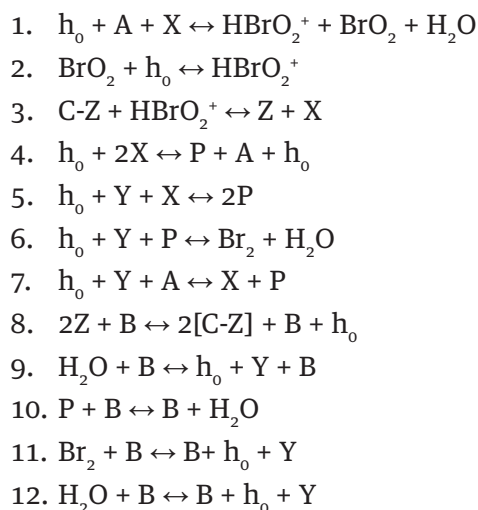 1. h₀ + A + X ↔ HBrO₂⁺ + BrO₂ + H₂O
2. BrO₂ + h₀ ↔ HBrO₂⁺
3. C-Z + HBrO₂⁺ ↔ Z + X
4. h₀ + 2X ↔ P + A + h₀
5. h₀ + Y + X ↔ 2P
6. h₀ + Y + P ↔ Br₂ + H₂O
7. h₀ + Y + A ↔ X + P
8. 2Z + B ↔ 2[C-Z] + B + h₀
9. H₂O + B ↔ h₀ + Y + B
10. P + B ↔ B + H₂O
11. Br₂ + B ↔ B+ h₀ + Y
12. H₂O + B ↔ B + h₀ + Y